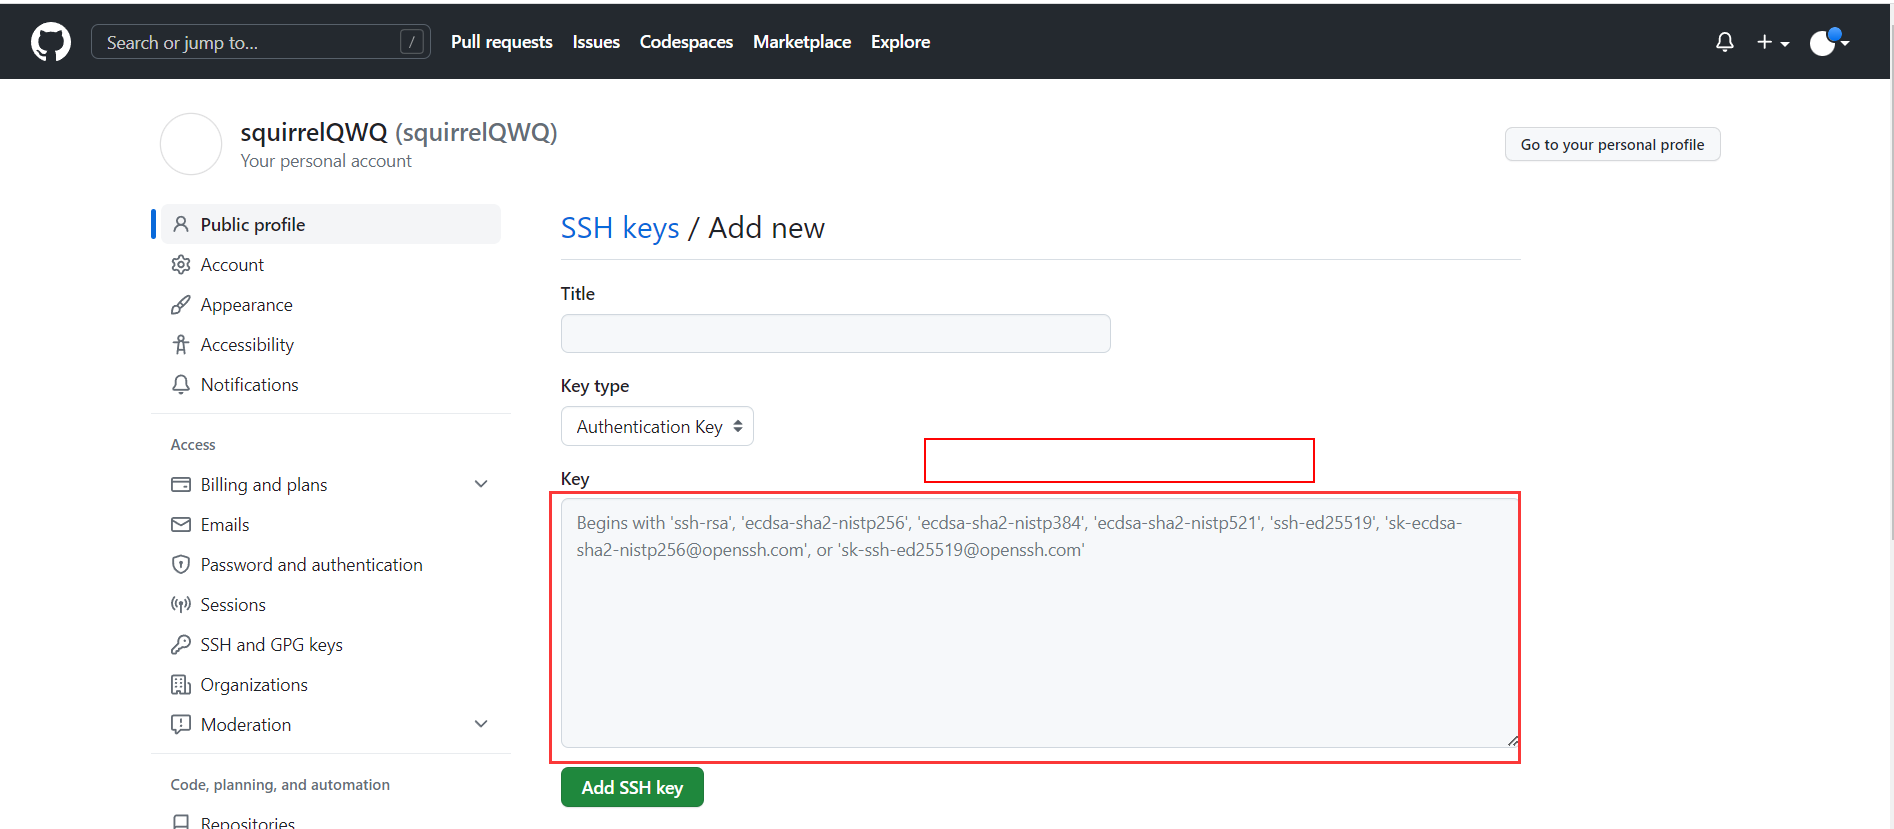 Search or jump to... /
Pull requests Issues Codespaces Marketplace Explore
squirrelQWQ (squirrelQWQ)
Your personal account
Go to your personal profile
Public profile
Account
Appearance
Accessibility
Notifications
Access
Billing and plans
Emails
Password and authentication
Sessions
SSH and GPG keys
Organizations
Moderation
Code, planning, and automation
Repositories
SSH keys / Add new
Title
Key type
Authentication Key
Key
Begins with 'ssh-rsa', 'ecdsa-sha2-nistp256', 'ecdsa-sha2-nistp384', 'ecdsa-sha2-nistp521', 'ssh-ed25519', 'sk-ecdsa-
sha2-nistp256@openssh.com', or 'sk-ssh-ed25519@openssh.com'
Add SSH key